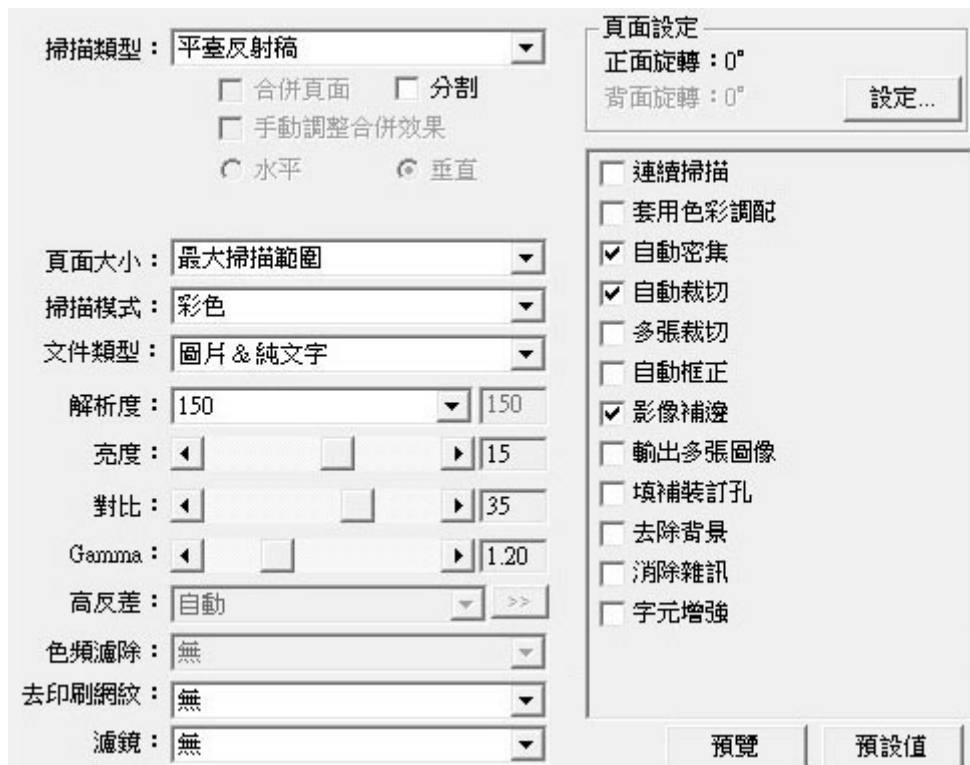 掃描類型：平臺反射稿
合併頁面 分割
手動調整合併效果
水平 垂直
頁面大小：最大掃描範圍
掃描模式：彩色
文件類型：圖片＆純文字
解析度：150 150
亮度：15
對比：35
Gamma：1.20
高反差：自動 >>
色頻濾除：無
去印刷網紋：無
濾鏡：無
頁面設定
正面旋轉：0°
背面旋轉：0° 設定...
連續掃描
套用色彩調配
自動密集
自動裁切
多張裁切
自動框正
影像補邊
輸出多張圖像
填補裝訂孔
去除背景
消除雜訊
字元增強
預覽 預設值